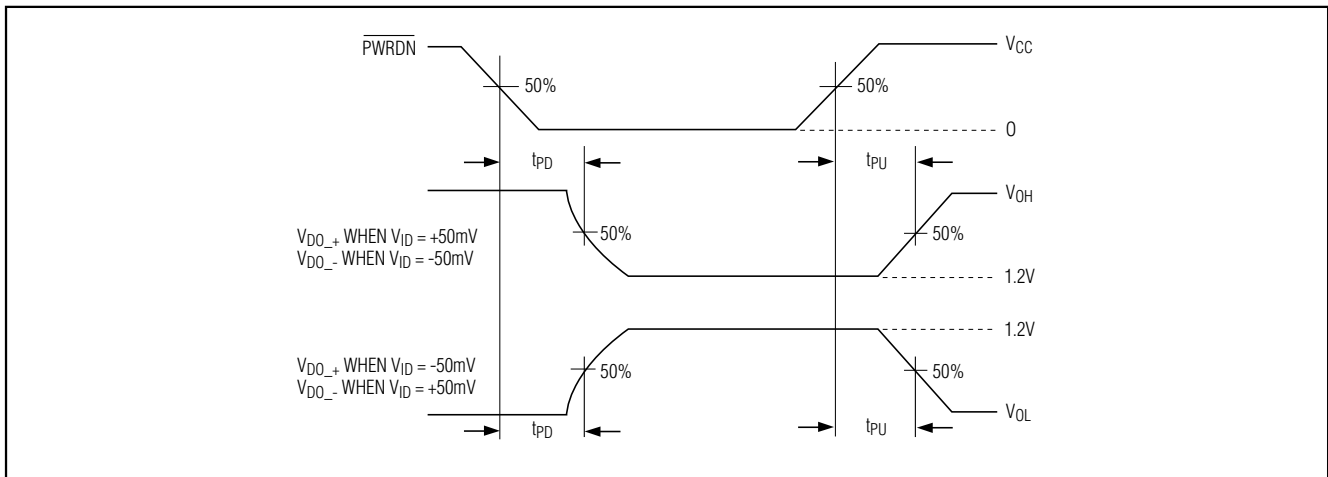 PWRDN
VCC
50%
50%
0
tPD
tPU
VOH
VDO_+ WHEN VID = +50mV
VDO_- WHEN VID = -50mV
50%
50%
1.2V
1.2V
VDO_+ WHEN VID = -50mV
VDO_- WHEN VID = +50mV
50%
50%
VOL
tPD
tPU